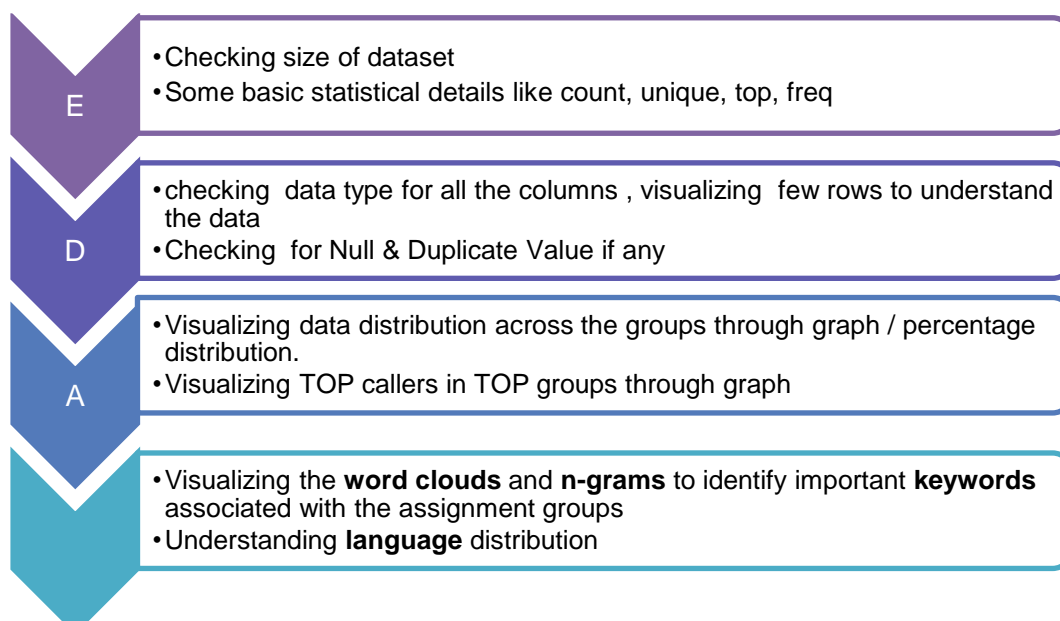 E
•Checking size of dataset
•Some basic statistical details like count, unique, top, freq
D
•checking data type for all the columns , visualizing few rows to understand
the data
•Checking for Null & Duplicate Value if any
A
•Visualizing data distribution across the groups through graph / percentage
distribution.
•Visualizing TOP callers in TOP groups through graph
•Visualizing the word clouds and n-grams to identify important keywords
associated with the assignment groups
•Understanding language distribution